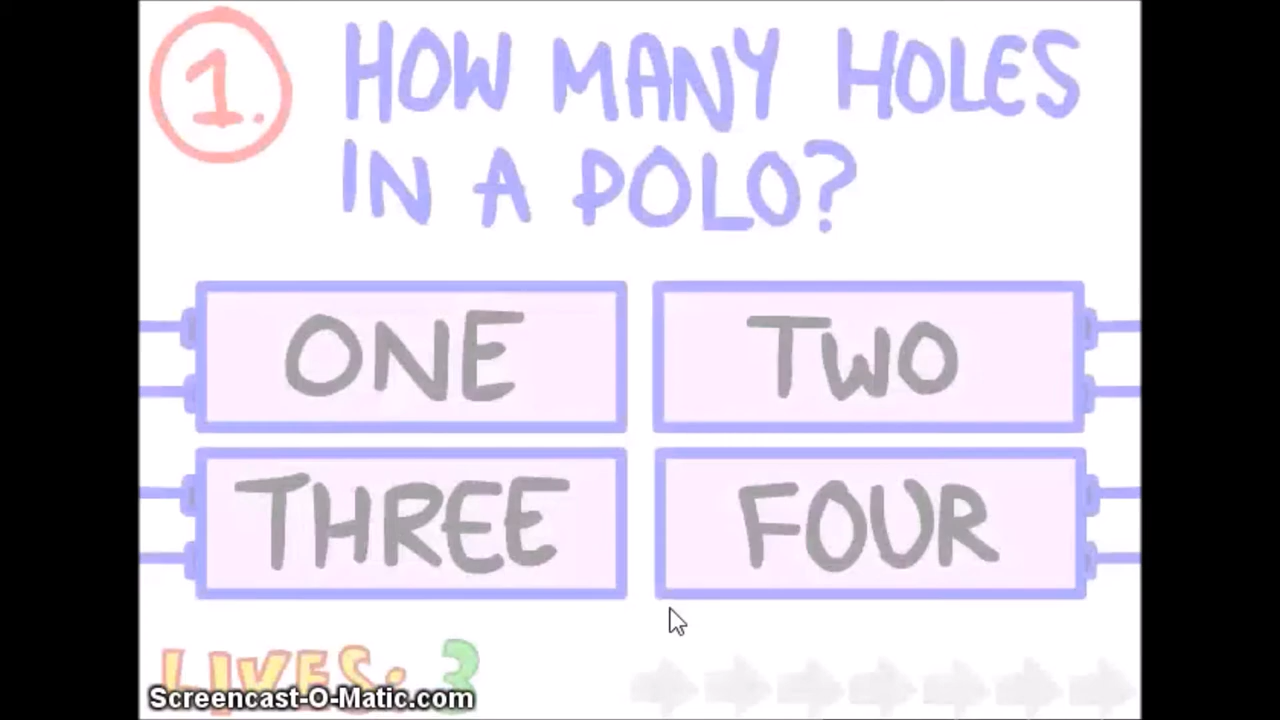 1.
HOW MANY HOLES
IN A POLO?
ONE
TWO
THREE
FOUR
LIVES: 3
Screencast-O-Matic.com